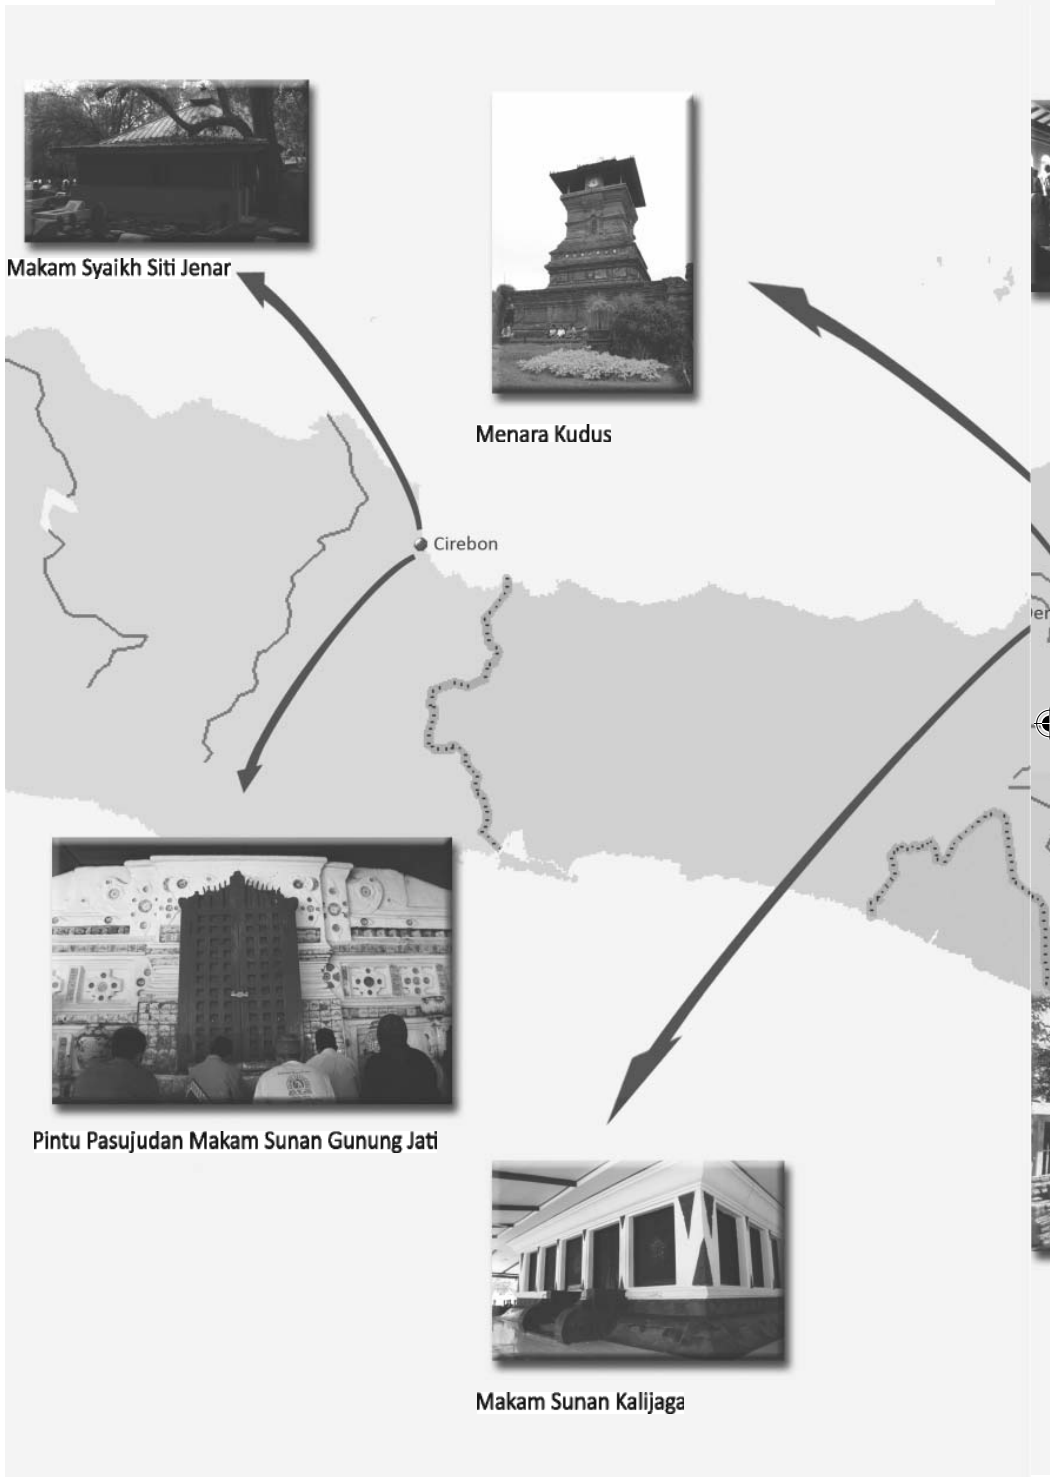 Makam Syaikh Siti Jenar
Menara Kudus
Cirebon
Pintu Pasujudan Makam Sunan Gunung Jati
Makam Sunan Kalijaga